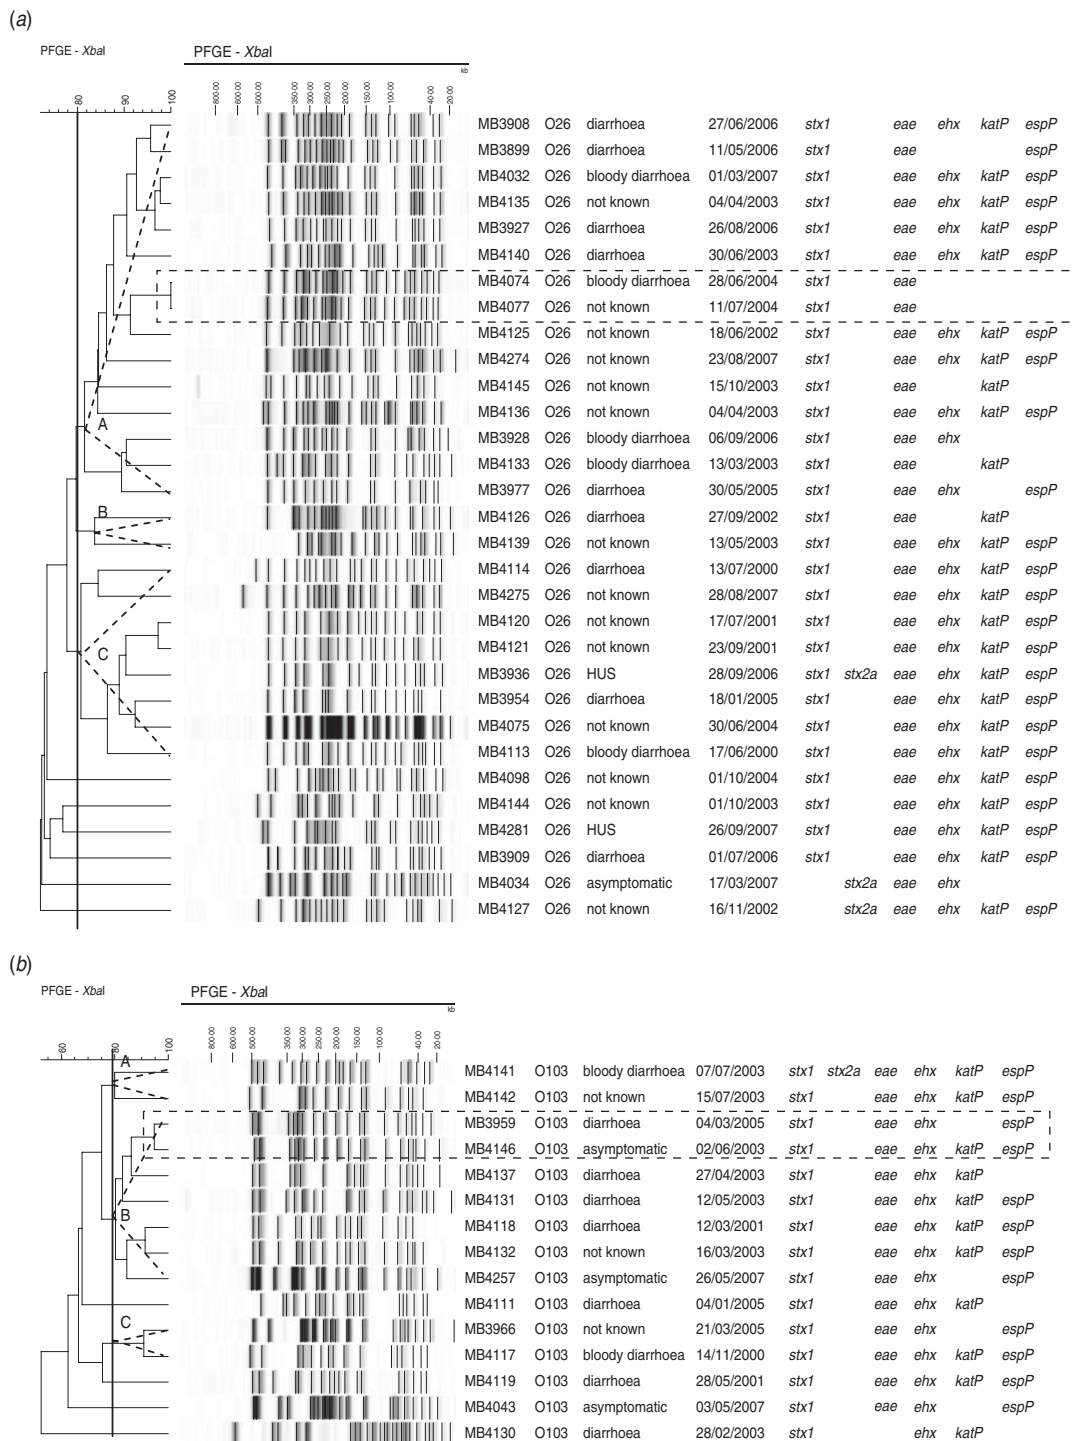 (a)
PFGE - XbaI
PFGE - XbaI
kb
80
90
100
800·00
600·00
500·00
350·00
300·00
250·00
200·00
150·00
100·00
40·00
20·00
MB3908 O26 diarrhoea 27/06/2006 stx1 eae ehx katP espP
MB3899 O26 diarrhoea 11/05/2006 stx1 eae espP
MB4032 O26 bloody diarrhoea 01/03/2007 stx1 eae ehx katP espP
MB4135 O26 not known 04/04/2003 stx1 eae ehx katP espP
MB3927 O26 diarrhoea 26/08/2006 stx1 eae ehx katP espP
MB4140 O26 diarrhoea 30/06/2003 stx1 eae ehx katP espP
MB4074 O26 bloody diarrhoea 28/06/2004 stx1 eae
MB4077 O26 not known 11/07/2004 stx1 eae
MB4125 O26 not known 18/06/2002 stx1 eae ehx katP espP
MB4274 O26 not known 23/08/2007 stx1 eae ehx katP espP
MB4145 O26 not known 15/10/2003 stx1 eae katP
MB4136 O26 not known 04/04/2003 stx1 eae ehx katP espP
A
MB3928 O26 bloody diarrhoea 06/09/2006 stx1 eae ehx
MB4133 O26 bloody diarrhoea 13/03/2003 stx1 eae katP
MB3977 O26 diarrhoea 30/05/2005 stx1 eae ehx espP
B
MB4126 O26 diarrhoea 27/09/2002 stx1 eae katP
MB4139 O26 not known 13/05/2003 stx1 eae ehx katP espP
MB4114 O26 diarrhoea 13/07/2000 stx1 eae ehx katP espP
MB4275 O26 not known 28/08/2007 stx1 eae ehx katP espP
MB4120 O26 not known 17/07/2001 stx1 eae ehx katP espP
MB4121 O26 not known 23/09/2001 stx1 eae ehx katP espP
C
MB3936 O26 HUS 28/09/2006 stx1 stx2a eae ehx katP espP
MB3954 O26 diarrhoea 18/01/2005 stx1 eae ehx katP espP
MB4075 O26 not known 30/06/2004 stx1 eae ehx katP espP
MB4113 O26 bloody diarrhoea 17/06/2000 stx1 eae ehx katP espP
MB4098 O26 not known 01/10/2004 stx1 eae ehx katP espP
MB4144 O26 not known 01/10/2003 stx1 eae ehx katP espP
MB4281 O26 HUS 26/09/2007 stx1 eae ehx katP espP
MB3909 O26 diarrhoea 01/07/2006 stx1 eae ehx katP espP
MB4034 O26 asymptomatic 17/03/2007 stx2a eae ehx
MB4127 O26 not known 16/11/2002 stx2a eae ehx katP espP
(b)
PFGE - XbaI
PFGE - XbaI
kb
60
80
100
800·00
600·00
500·00
350·00
300·00
250·00
200·00
150·00
100·00
40·00
20·00
A
MB4141 O103 bloody diarrhoea 07/07/2003 stx1 stx2a eae ehx katP espP
MB4142 O103 not known 15/07/2003 stx1 eae ehx katP espP
MB3959 O103 diarrhoea 04/03/2005 stx1 eae ehx espP
MB4146 O103 asymptomatic 02/06/2003 stx1 eae ehx katP espP
MB4137 O103 diarrhoea 27/04/2003 stx1 eae ehx katP
MB4131 O103 diarrhoea 12/05/2003 stx1 eae ehx katP espP
B
MB4118 O103 diarrhoea 12/03/2001 stx1 eae ehx katP espP
MB4132 O103 not known 16/03/2003 stx1 eae ehx katP espP
MB4257 O103 asymptomatic 26/05/2007 stx1 eae ehx espP
MB4111 O103 diarrhoea 04/01/2005 stx1 eae ehx katP
C
MB3966 O103 not known 21/03/2005 stx1 eae ehx espP
MB4117 O103 bloody diarrhoea 14/11/2000 stx1 eae ehx katP espP
MB4119 O103 diarrhoea 28/05/2001 stx1 eae ehx katP espP
MB4043 O103 asymptomatic 03/05/2007 stx1 eae ehx espP
MB4130 O103 diarrhoea 28/02/2003 stx1 ehx katP